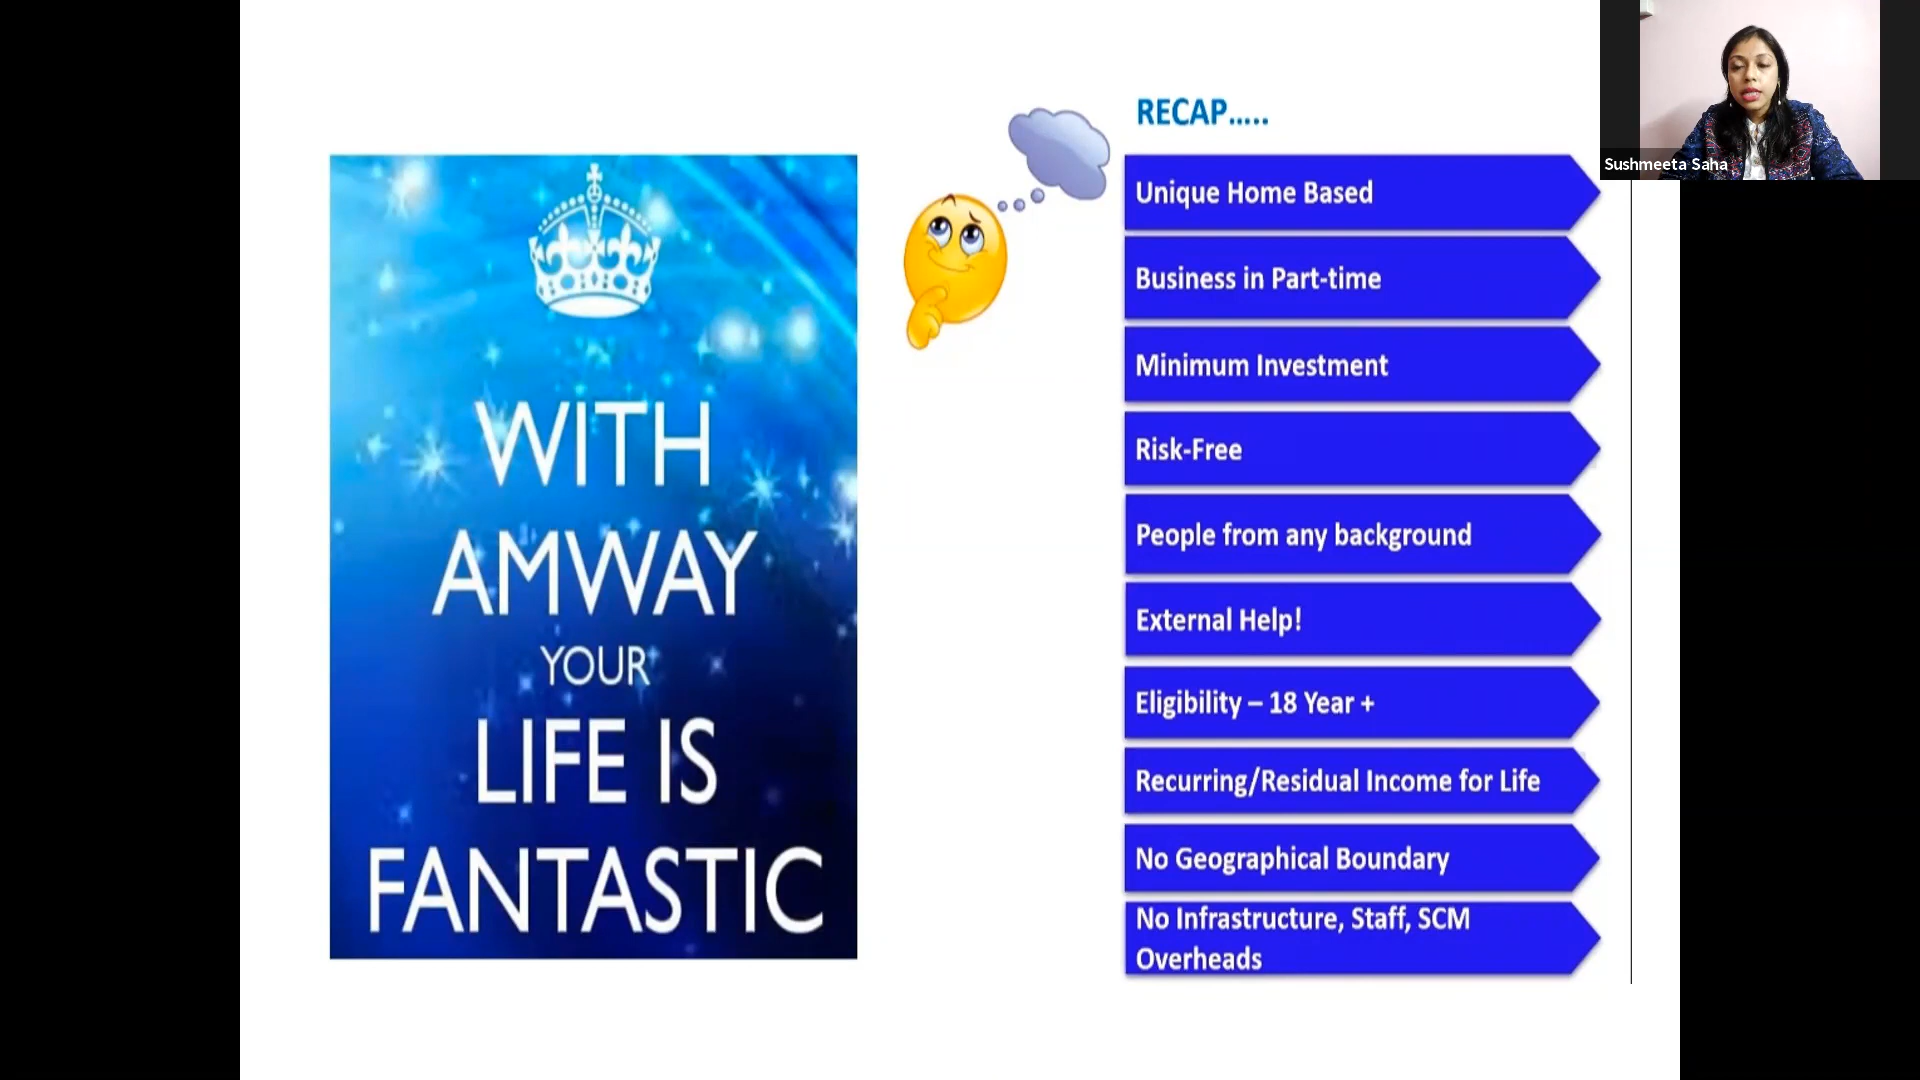 WITH
AMWAY
YOUR
LIFE IS
FANTASTIC
RECAP.....
Unique Home Based
Business in Part-time
Minimum Investment
Risk-Free
People from any background
External Help!
Eligibility – 18 Year +
Recurring/Residual Income for Life
No Geographical Boundary
No Infrastructure, Staff, SCM
Overheads
Sushmeeta Saha